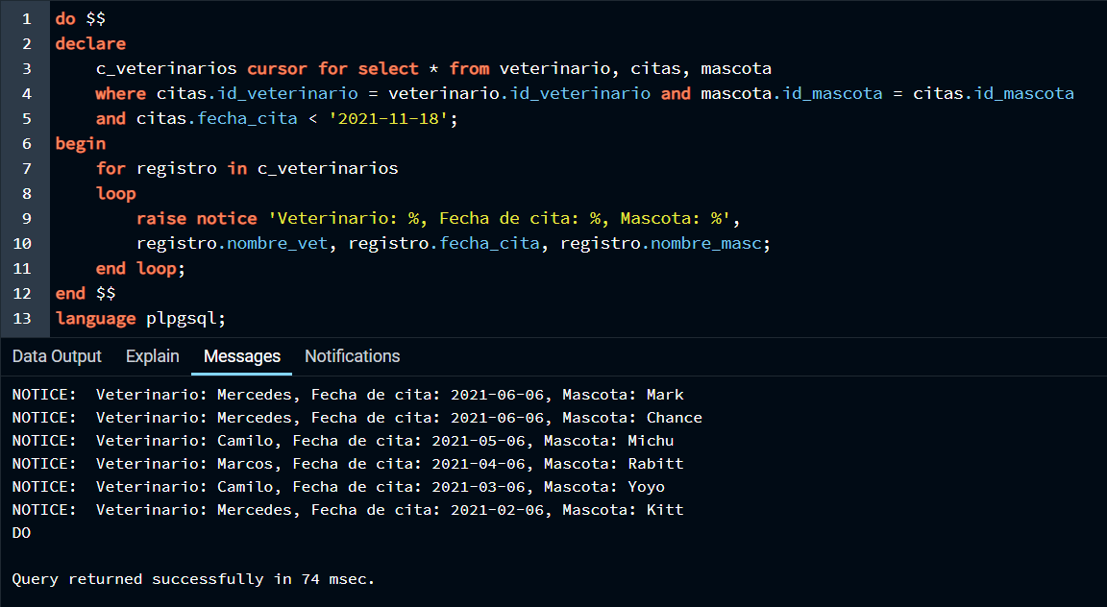 1 do $$
2 declare
3 c_veterinarios cursor for select * from veterinario, citas, mascota
4 where citas.id_veterinario = veterinario.id_veterinario and mascota.id_mascota = citas.id_mascota
5 and citas.fecha_cita < '2021-11-18';
6 begin
7 for registro in c_veterinarios
8 loop
9 raise notice 'Veterinario: %, Fecha de cita: %, Mascota: %',
10 registro.nombre_vet, registro.fecha_cita, registro.nombre_masc;
11 end loop;
12 end $$
13 language plpgsql;
Data Output Explain Messages Notifications
NOTICE: Veterinario: Mercedes, Fecha de cita: 2021-06-06, Mascota: Mark
NOTICE: Veterinario: Mercedes, Fecha de cita: 2021-06-06, Mascota: Chance
NOTICE: Veterinario: Camilo, Fecha de cita: 2021-05-06, Mascota: Michu
NOTICE: Veterinario: Marcos, Fecha de cita: 2021-04-06, Mascota: Rabitt
NOTICE: Veterinario: Camilo, Fecha de cita: 2021-03-06, Mascota: Yoyo
NOTICE: Veterinario: Mercedes, Fecha de cita: 2021-02-06, Mascota: Kitt
DO
Query returned successfully in 74 msec.